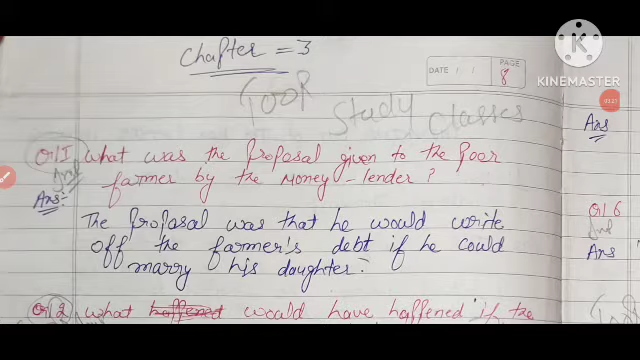 Chapter = 3
DATE / / PAGE 8
KINEMASTER
Toor
Study Classes
Q1 What was the proposal given to the poor
farmer by the money-lender?
Ans:-
The proposal was that he would write
off the farmer's debt if he could
marry his daughter.
Q2 What happened would have happened if the
Ans
Q 6
Ans